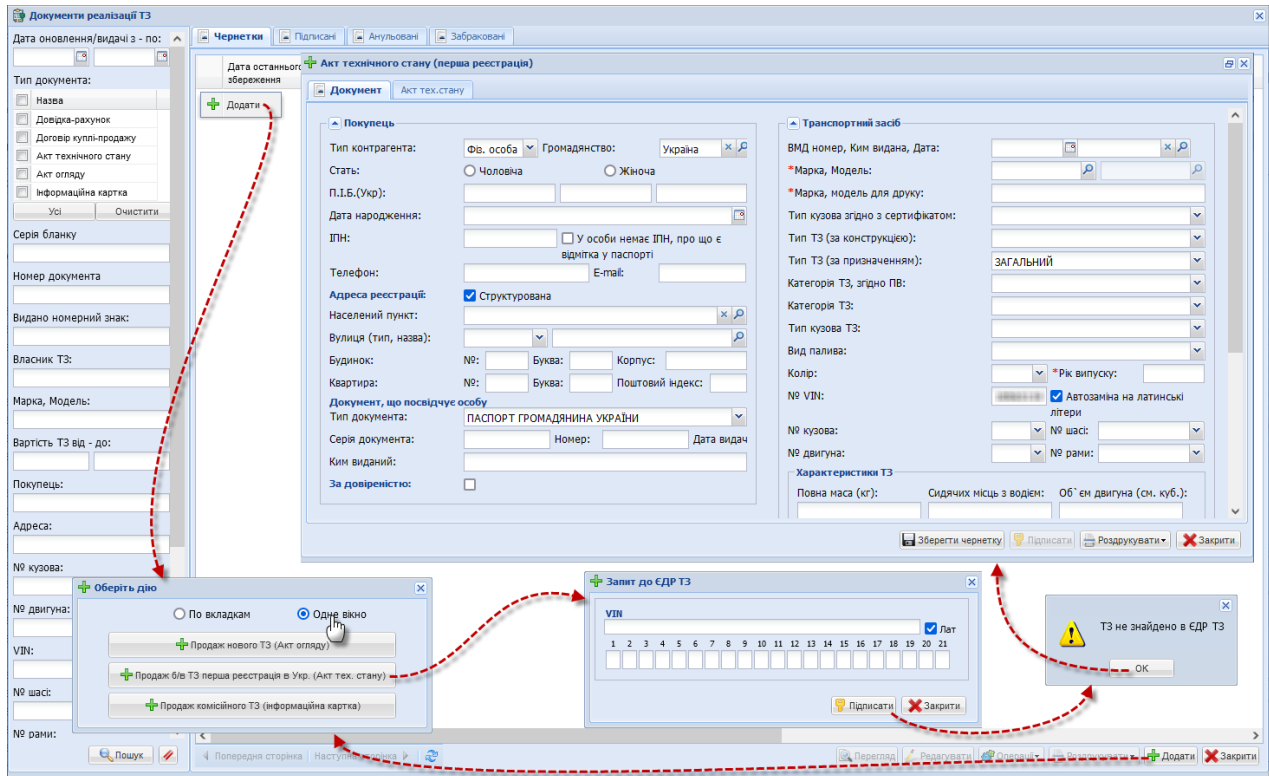 Документи реалізації ТЗ
Дата оновлення/видачі з - по:
Тип документа:
Назва
Довідка-рахунок
Договір куплі-продажу
Акт технічного стану
Акт огляду
Інформаційна картка
Усі Очистити
Серія бланку
Номер документа
Видано номерний знак:
Власник ТЗ:
Марка, Модель:
Вартість ТЗ від - до:
Покупець:
Адреса:
№ кузова:
№ двигуна:
VIN:
№ шасі:
№ рами:
Пошук
Чернетки Підписані Анульовані Забраковані
Дата останнього
збереження
Додати
Акт технічного стану (перша реєстрація)
Документ Акт тех.стану
Покупець
Тип контрагента: Фіз. особа Громадянство: Україна
Стать: Чоловіча Жіноча
П.І.Б.(Укр):
Дата народження:
ІПН: У особи немає ІПН, про що є
відмітка у паспорті
Телефон: E-mail:
Адреса реєстрації: Структурована
Населений пункт:
Вулиця (тип, назва):
Будинок: №: Буква: Корпус:
Квартира: №: Буква: Поштовий індекс:
Документ, що посвідчує особу
Тип документа: ПАСПОРТ ГРОМАДЯНИНА УКРАЇНИ
Серія документа: Номер: Дата видач
Ким виданий:
За довіреністю:
Транспортний засіб
ВМД номер, Ким видана, Дата:
*Марка, Модель:
*Марка, модель для друку:
Тип кузова згідно з сертифікатом:
Тип ТЗ (за конструкцією):
Тип ТЗ (за призначенням): ЗАГАЛЬНИЙ
Категорія ТЗ, згідно ПВ:
Категорія ТЗ:
Тип кузова ТЗ:
Вид палива:
Колір: *Рік випуску:
№ VIN: Автозаміна на латинські
літери
№ кузова: № шасі:
№ двигуна: № рами:
Характеристики ТЗ
Повна маса (кг): Сидячих місць з водієм: Об`єм двигуна (см. куб.):
Зберегти чернетку Підписати Роздрукувати Закрити
Оберіть дію
По вкладкам Одне вікно
Продаж нового ТЗ (Акт огляду)
Продаж б/в ТЗ перша реєстрація в Укр. (Акт тех. стану)
Продаж комісійного ТЗ (інформаційна картка)
Запит до ЄДР ТЗ
VIN
Лат
1 2 3 4 5 6 7 8 9 10 11 12 13 14 15 16 17 18 19 20 21
Підписати Закрити
ТЗ не знайдено в ЄДР ТЗ
OK
Попередня сторінка Наступна сторінка
Перегляд Редагувати Операції Роздрукувати Додати Закрити